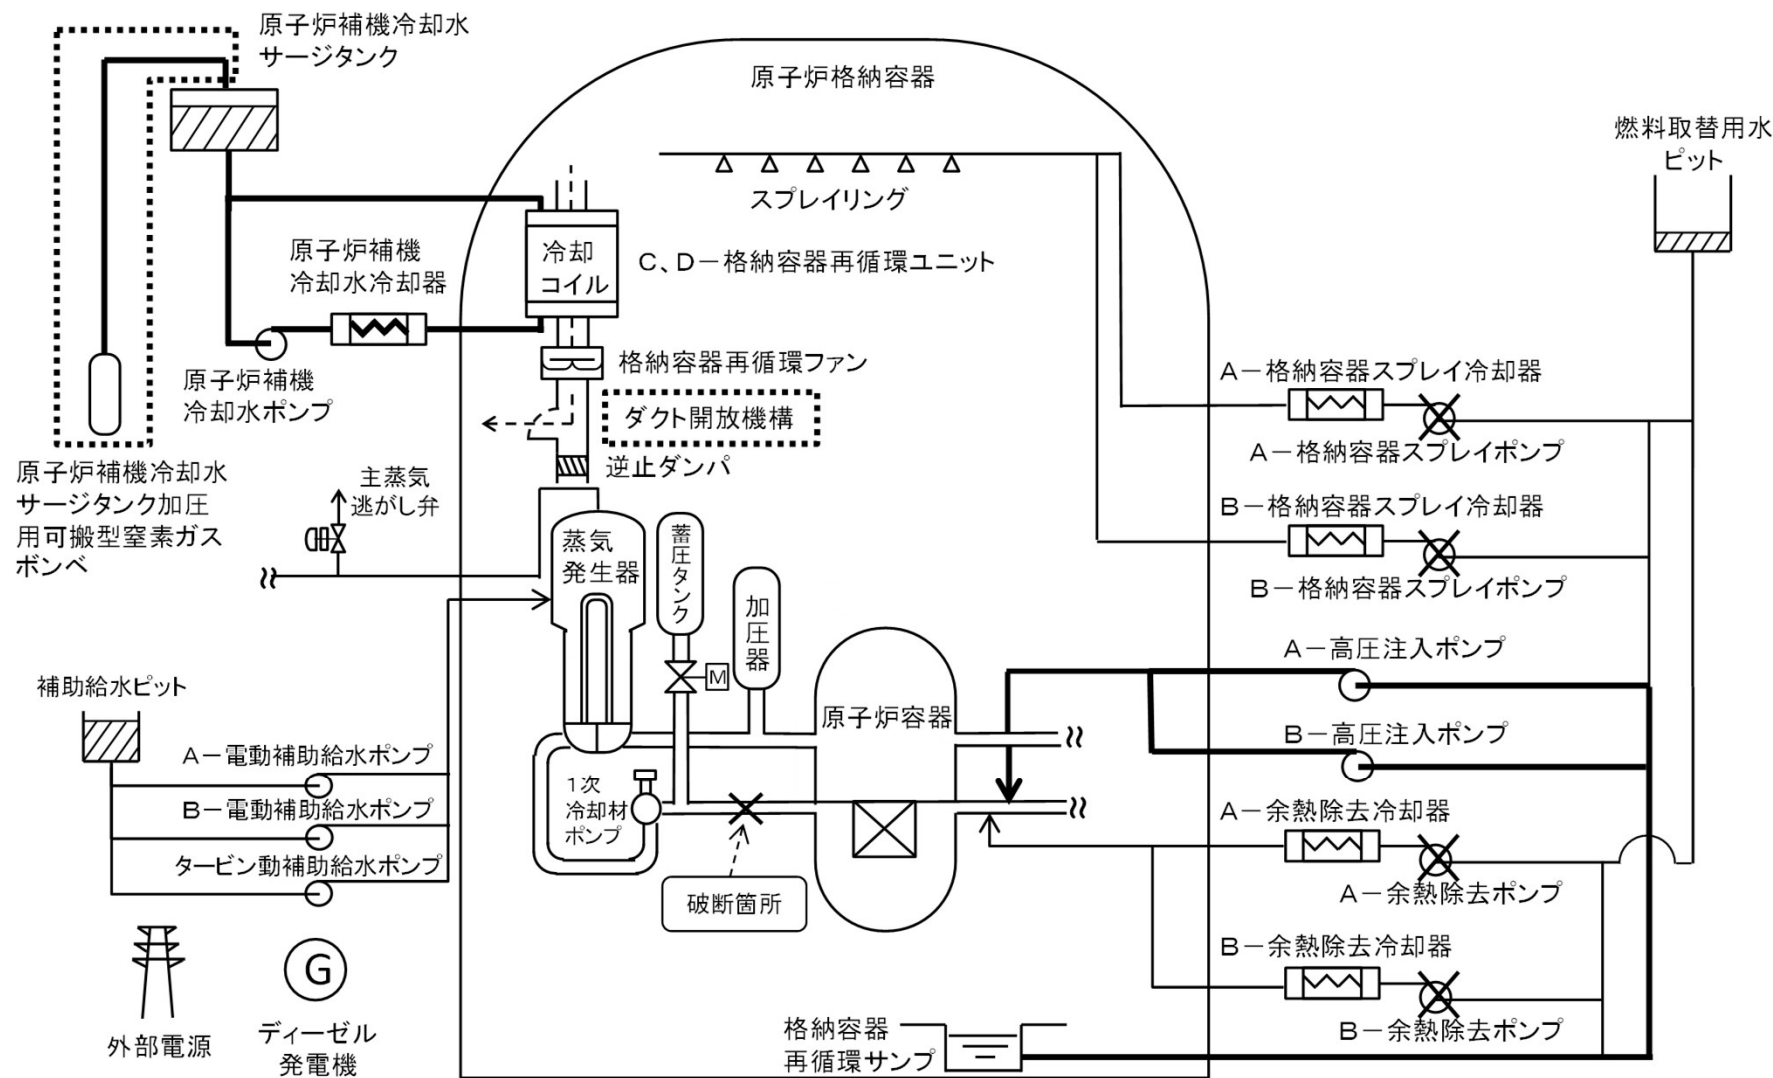 原子炉補機冷却水
サージタンク
原子炉格納容器
燃料取替用水
ピット
スプレイリング
原子炉補機
冷却水冷却器
冷却
コイル
C、D－格納容器再循環ユニット
格納容器再循環ファン
原子炉補機
冷却水ポンプ
ダクト開放機構
逆止ダンパ
A－格納容器スプレイ冷却器
A－格納容器スプレイポンプ
原子炉補機冷却水
サージタンク加圧
用可搬型窒素ガス
ボンベ
主蒸気
逃がし弁
B－格納容器スプレイ冷却器
B－格納容器スプレイポンプ
蒸気
発生器
蓄圧タンク
加圧器
M
A－高圧注入ポンプ
補助給水ピット
原子炉容器
B－高圧注入ポンプ
A－電動補助給水ポンプ
B－電動補助給水ポンプ
タービン動補助給水ポンプ
1次
冷却材
ポンプ
A－余熱除去冷却器
A－余熱除去ポンプ
破断箇所
B－余熱除去冷却器
B－余熱除去ポンプ
G
外部電源
ディーゼル
発電機
格納容器
再循環サンプ